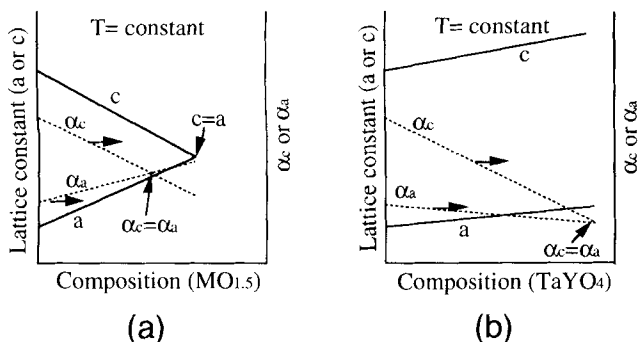 T= constant
Lattice constant (a or c)
c
αc
c=a
αa
a
αc=αa
αc or αa
Composition (MO1.5)
(a)
T= constant
Lattice constant (a or c)
c
αc
αa
a
αc=αa
αc or αa
Composition (TaYO4)
(b)